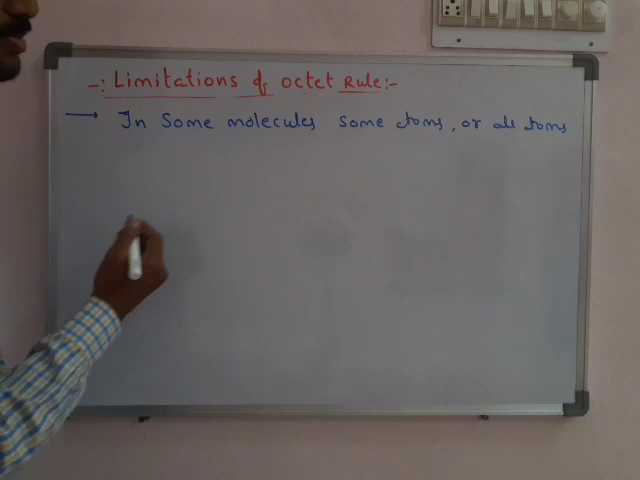 -: Limitations of octet Rule:-
→ In Some molecules some atoms, or all atoms